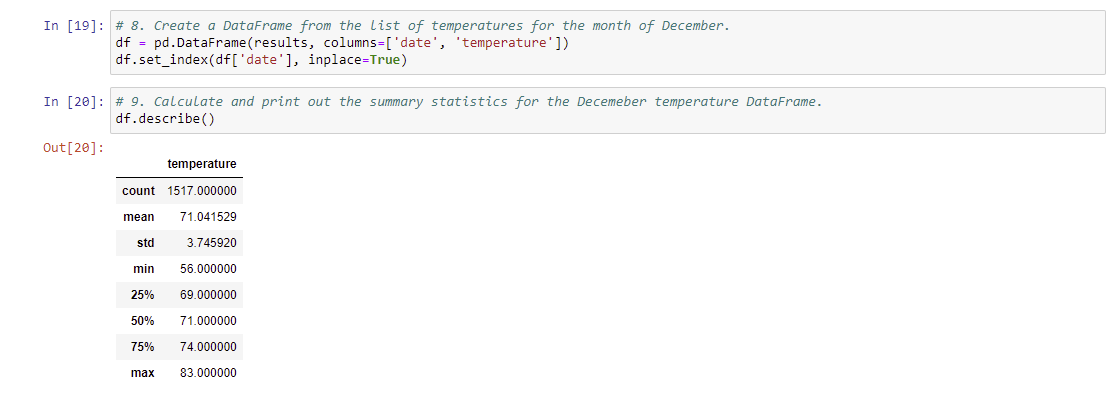 In [19]: # 8. Create a DataFrame from the list of temperatures for the month of December.
df = pd.DataFrame(results, columns=['date', 'temperature'])
df.set_index(df['date'], inplace=True)
In [20]: # 9. Calculate and print out the summary statistics for the Decemeber temperature DataFrame.
df.describe()
Out[20]:
temperature
count 1517.000000
mean 71.041529
std 3.745920
min 56.000000
25% 69.000000
50% 71.000000
75% 74.000000
max 83.000000